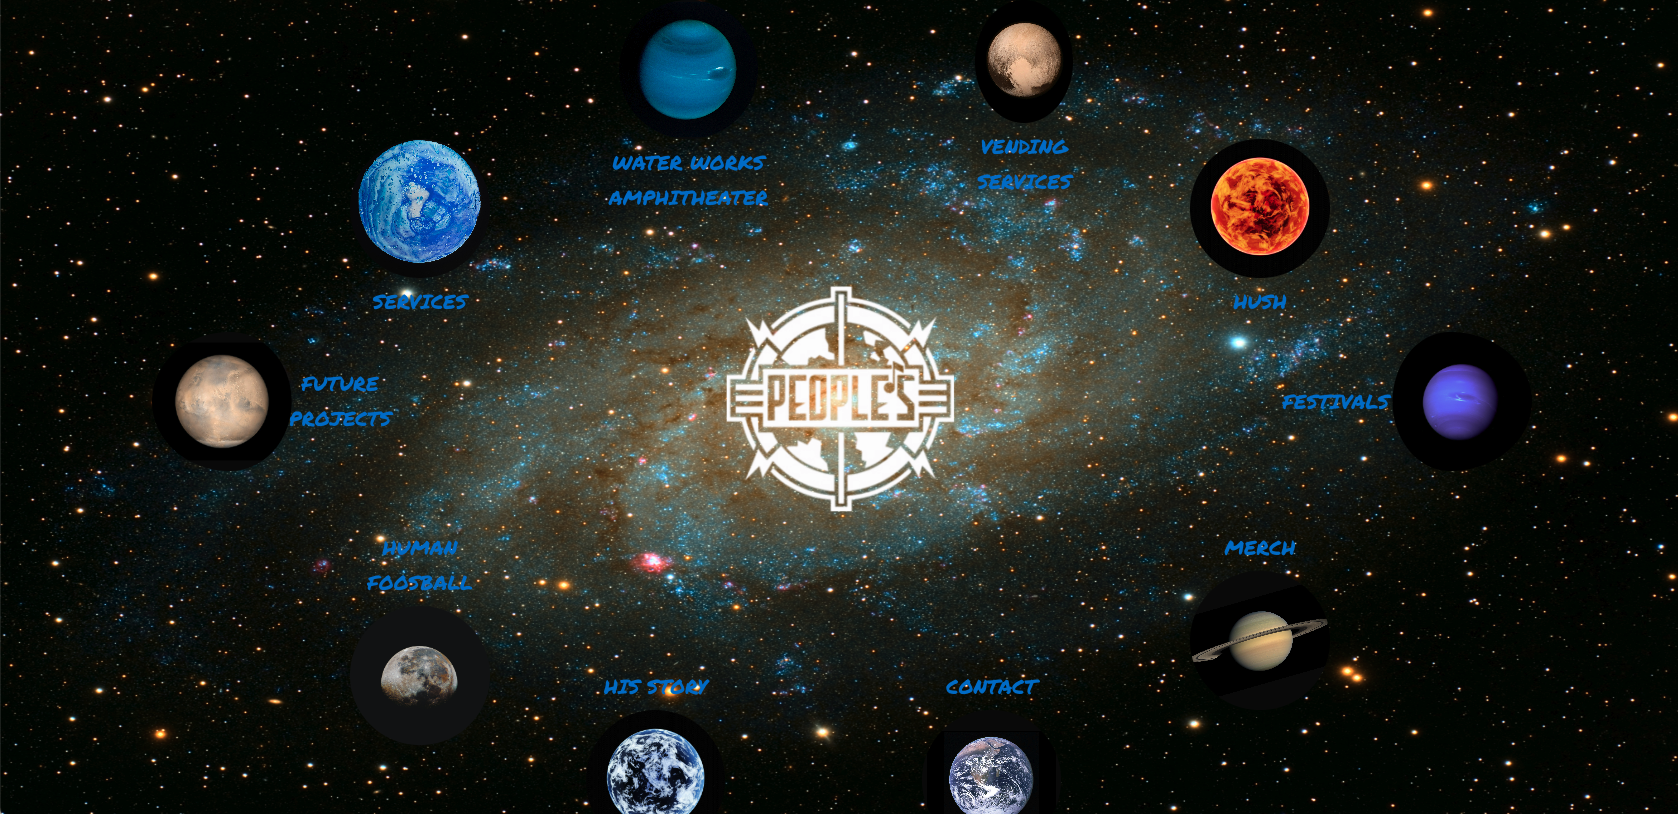 WATER WORKS
AMPHITHEATER
VENDING
SERVICES
SERVICES
HUSH
FUTURE
PROJECTS
PEOPLE'S
FESTIVALS
HUMAN
FOOSBALL
MERCH
HIS STORY
CONTACT